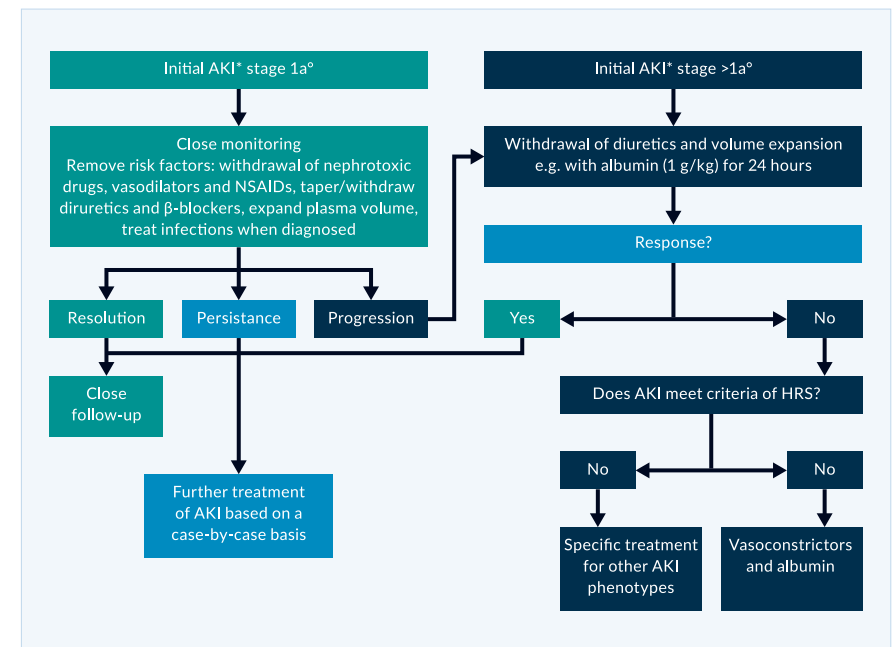 Initial AKI* stage 1a°
Initial AKI* stage >1a°
Close monitoring
Remove risk factors: withdrawal of nephrotoxic
drugs, vasodilators and NSAIDs, taper/withdraw
diruretics and β-blockers, expand plasma volume,
treat infections when diagnosed
Withdrawal of diuretics and volume expansion
e.g. with albumin (1 g/kg) for 24 hours
Response?
Resolution
Persistance
Progression
Yes
No
Close
follow-up
Does AKI meet criteria of HRS?
No
No
Further treatment
of AKI based on a
case-by-case basis
Specific treatment
for other AKI
phenotypes
Vasoconstrictors
and albumin